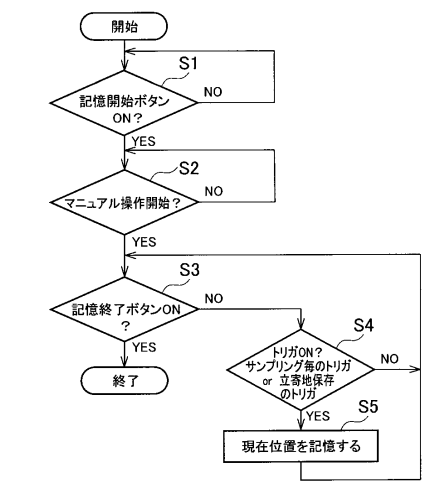 開始
S1
記憶開始ボタン
ON?
NO
YES
S2
マニュアル操作開始?
NO
YES
S3
記憶終了ボタンON
?
NO
YES
終了
S4
トリガON?
サンプリング毎のトリガ
or 立寄地保存
のトリガ
NO
YES
S5
現在位置を記憶する